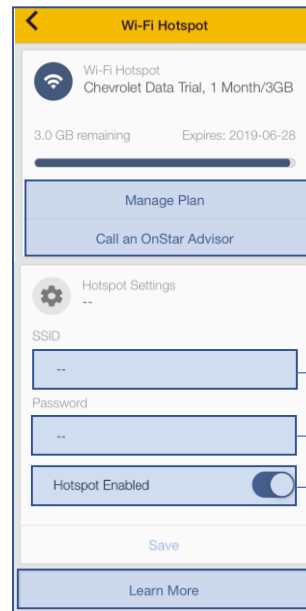 Wi-Fi Hotspot
Wi-Fi Hotspot
Chevrolet Data Trial, 1 Month/3GB
3.0 GB remaining Expires: 2019-06-28
Manage Plan
Call an OnStar Advisor
Hotspot Settings
--
SSID
--
Password
--
Hotspot Enabled
Save
Learn More